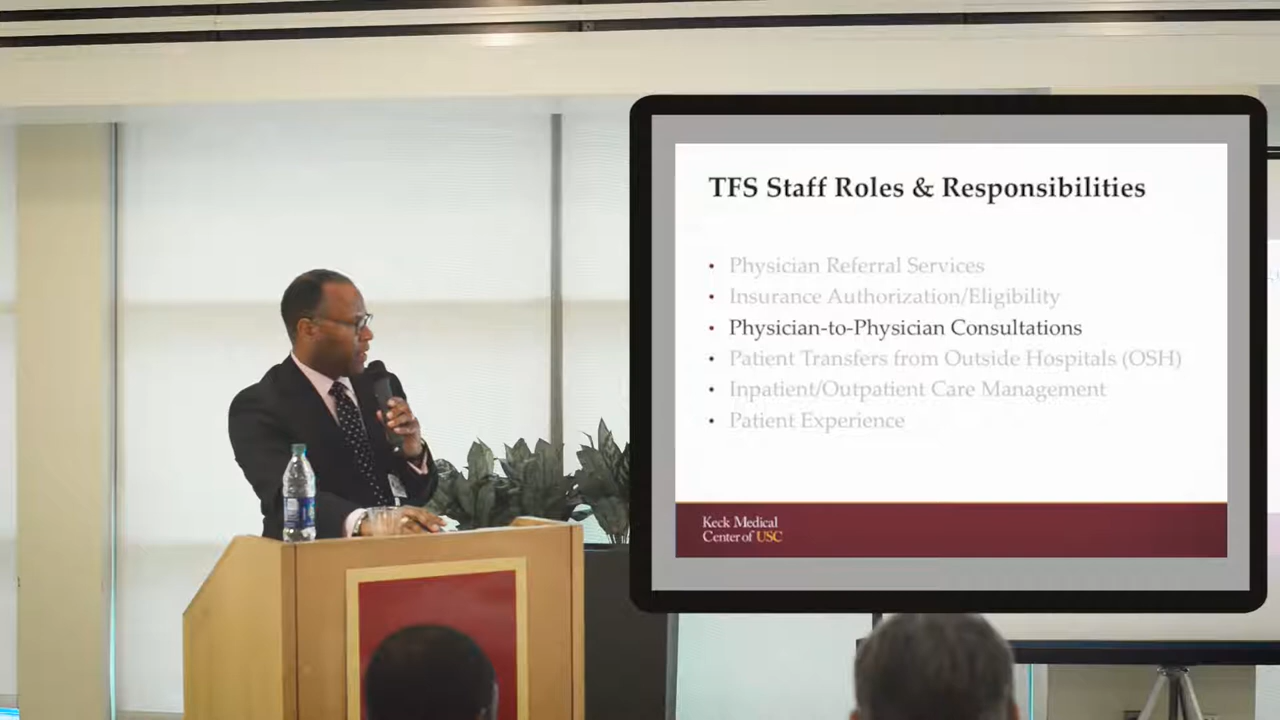 TFS Staff Roles & Responsibilities
• Physician Referral Services
• Insurance Authorization/Eligibility
• Physician-to-Physician Consultations
• Patient Transfers from Outside Hospitals (OSH)
• Inpatient/Outpatient Care Management
• Patient Experience
Keck Medical
Center of USC